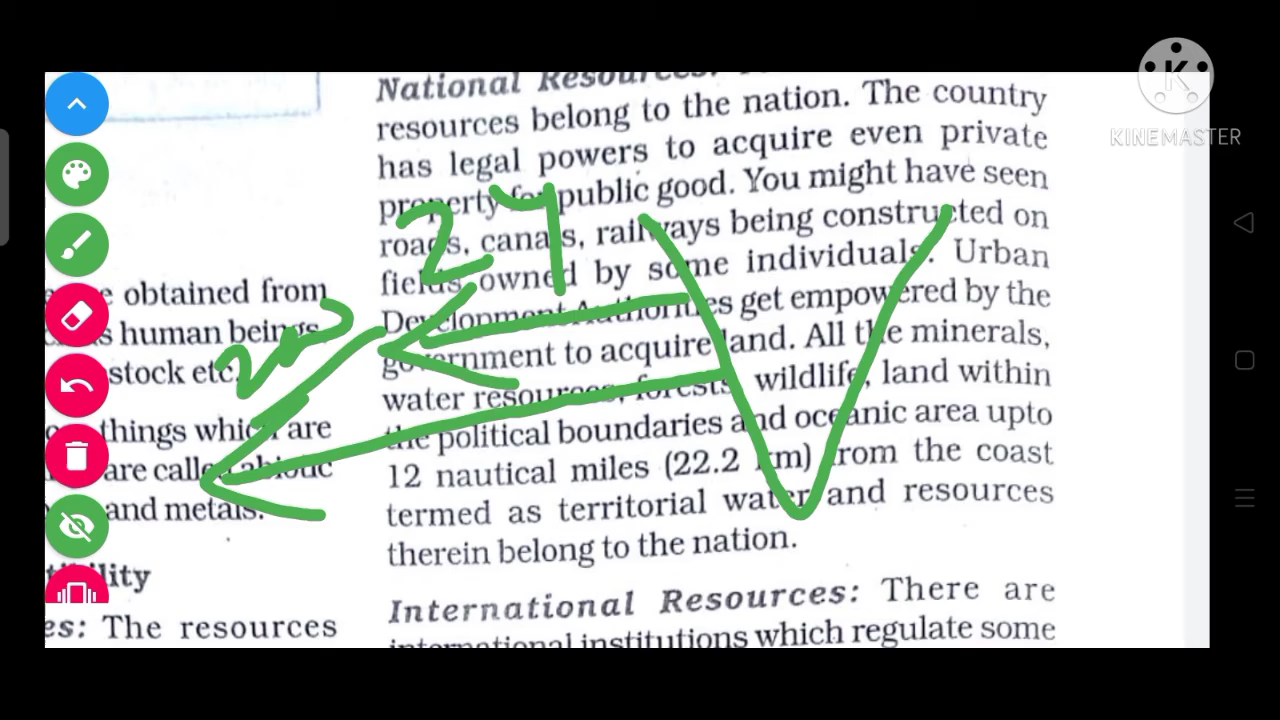 National Resources:
resources belong to the nation. The country
has legal powers to acquire even private
property for public good. You might have seen
roads, canals, railways being constructed on
fields owned by some individuals. Urban
Development Authorities get empowered by the
government to acquire land. All the minerals,
water resources, forests, wildlife, land within
the political boundaries and oceanic area upto
12 nautical miles (22.2 km) from the coast
termed as territorial water and resources
therein belong to the nation.
International Resources: There are
international institutions which regulate some
obtained from
human beings,
stock etc.
things which are
are called abiotic
and metals.
The resources
KINEMASTER